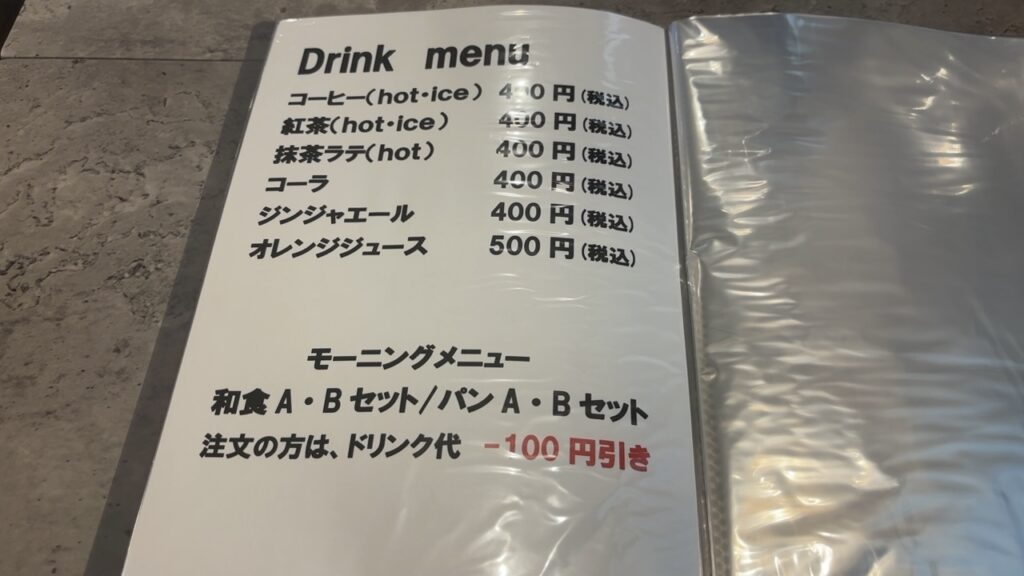 Drink menu
コーヒー(hot・ice) 400円(税込)
紅茶(hot・ice) 400円(税込)
抹茶ラテ(hot) 400円(税込)
コーラ 400円(税込)
ジンジャエール 400円(税込)
オレンジジュース 500円(税込)
モーニングメニュー
和食A・Bセット/パンA・Bセット
注文の方は、ドリンク代 -100円引き